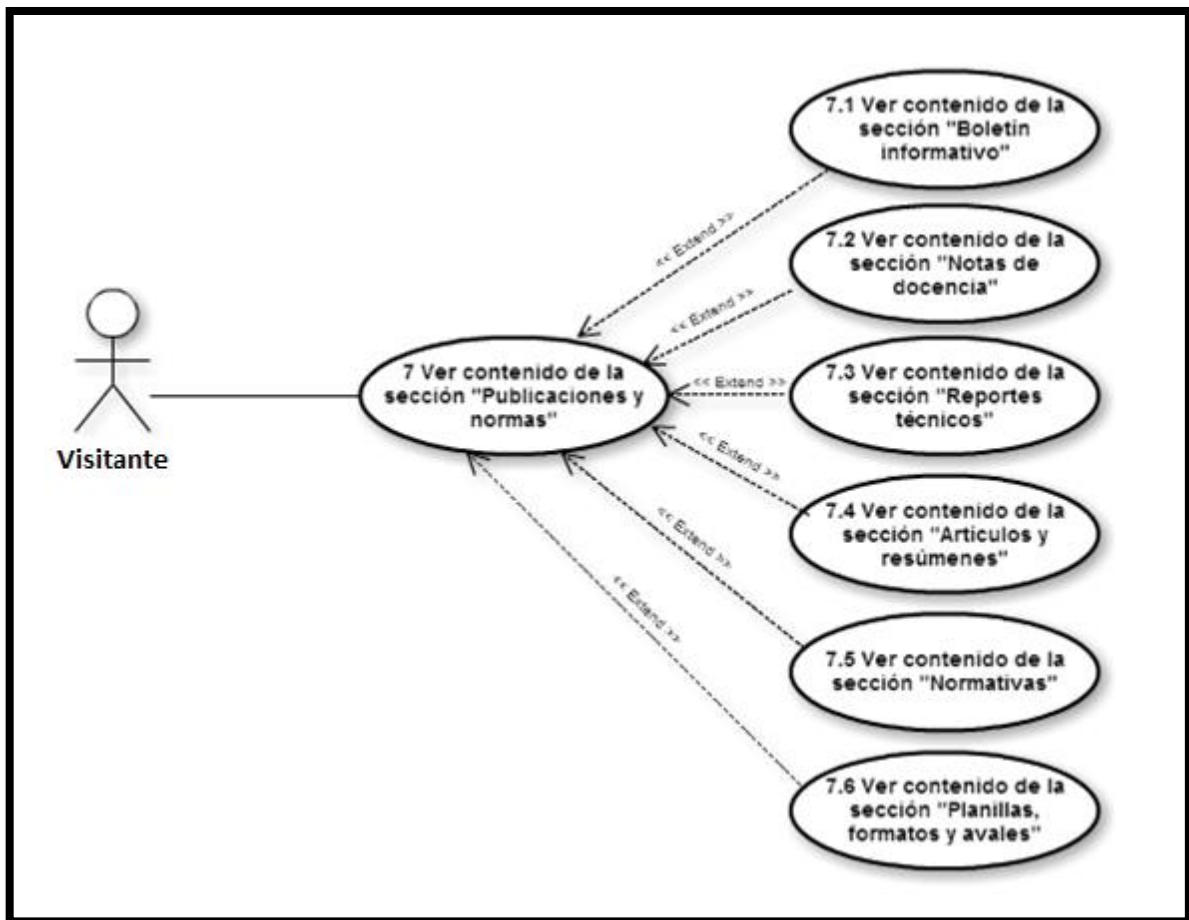 7.1 Ver contenido de la
sección "Boletín
informativo"
<< Extend >>
7.2 Ver contenido de la
sección "Notas de
docencia"
<< Extend >>
Visitante
7 Ver contenido de la
sección "Publicaciones y
normas"
<< Extend >>
7.3 Ver contenido de la
sección "Reportes
técnicos"
<< Extend >>
7.4 Ver contenido de la
sección "Artículos y
resúmenes"
<< Extend >>
7.5 Ver contenido de la
sección "Normativas"
<< Extend >>
7.6 Ver contenido de la
sección "Planillas,
formatos y avales"